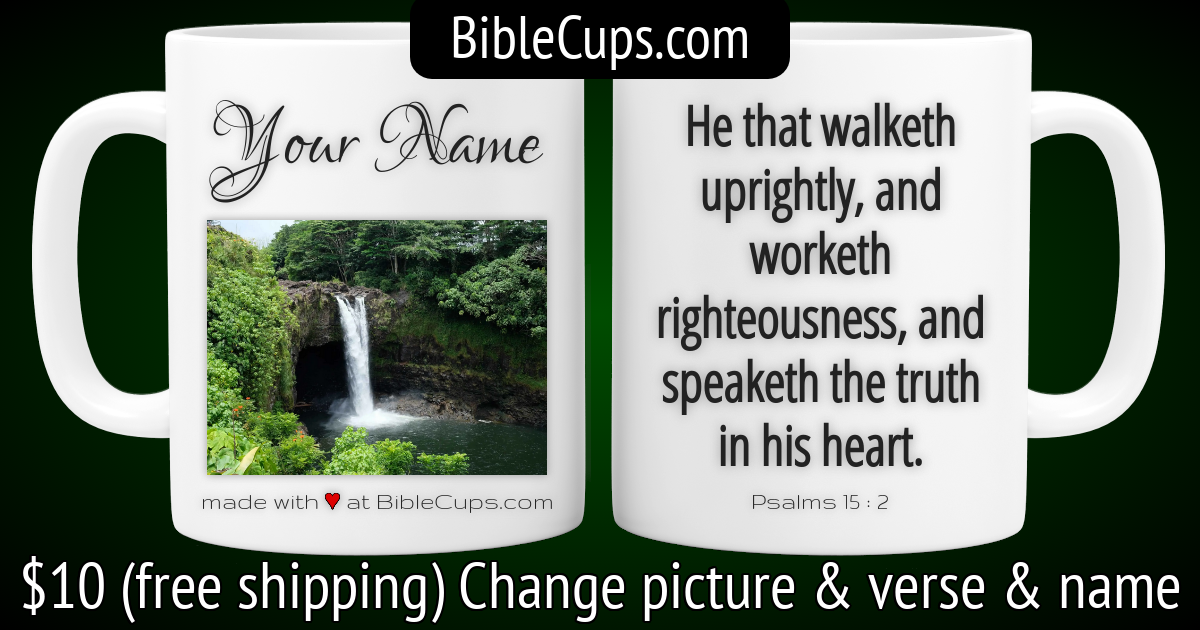 BibleCups.com
Your Name
made with ♥ at BibleCups.com
He that walketh
uprightly, and
worketh
righteousness, and
speaketh the truth
in his heart.
Psalms 15 : 2
$10 (free shipping) Change picture & verse & name